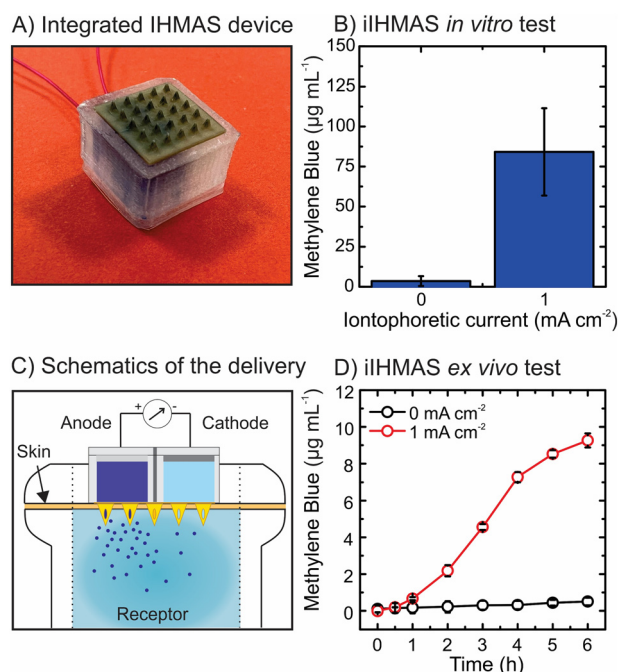 A) Integrated IHMAS device
B) iIHMAS in vitro test
Methylene Blue (µg mL⁻¹)
150
125
100
75
50
25
0
0
1
Iontophoretic current (mA cm⁻²)
C) Schematics of the delivery
+
-
Anode
Cathode
Skin
Receptor
D) iIHMAS ex vivo test
Methylene Blue (µg mL⁻¹)
12
10
8
6
4
2
0
0 mA cm⁻²
1 mA cm⁻²
0 1 2 3 4 5 6
Time (h)